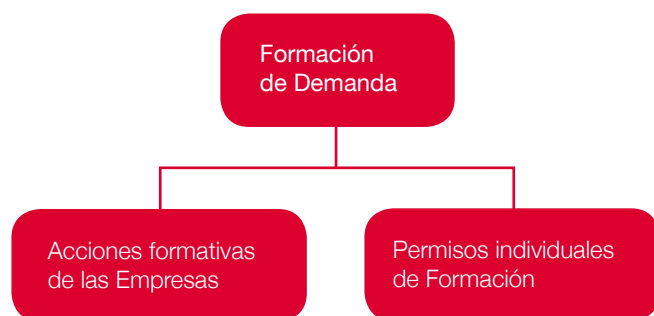 Formación
de Demanda
Acciones formativas
de las Empresas
Permisos individuales
de Formación